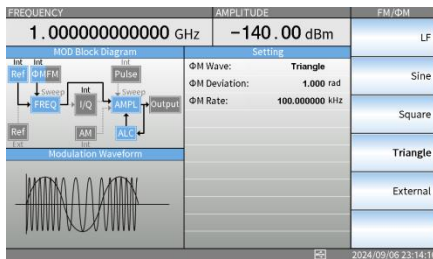 FREQUENCY AMPLITUDE FM/ΦM
1.000000000000 GHz -140.00 dBm
LF
MOD Block Diagram
Setting
Int Int Int
Ref ΦMFM Pulse
Sweep Int Sweep
FREQ I/Q AMPL Output
Ref AM ALC
Ext Int
ΦM Wave: Triangle
ΦM Deviation: 1.000 rad
ΦM Rate: 100.000000 kHz
Modulation Waveform
Sine
Square
Triangle
External
2024/09/06 23:14:16